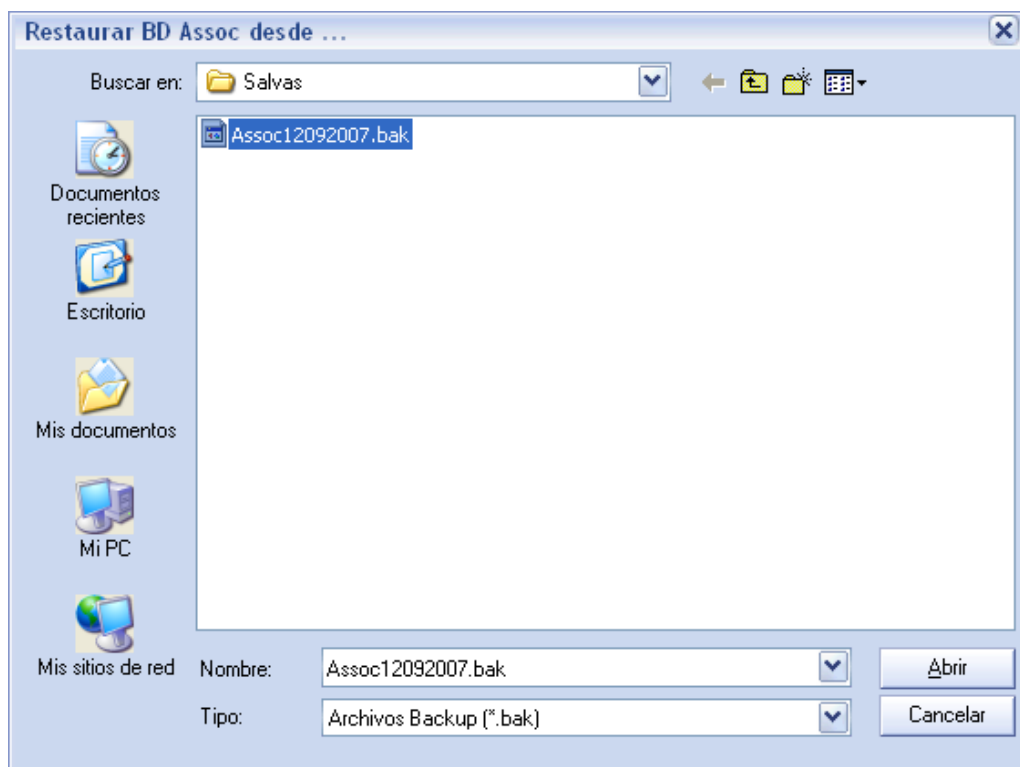 Restaurar BD Assoc desde ...
Buscar en:
Salvas
Assoc12092007.bak
Documentos
recientes
Escritorio
Mis documentos
Mi PC
Mis sitios de red
Nombre:
Assoc12092007.bak
Abrir
Tipo:
Archivos Backup (*.bak)
Cancelar